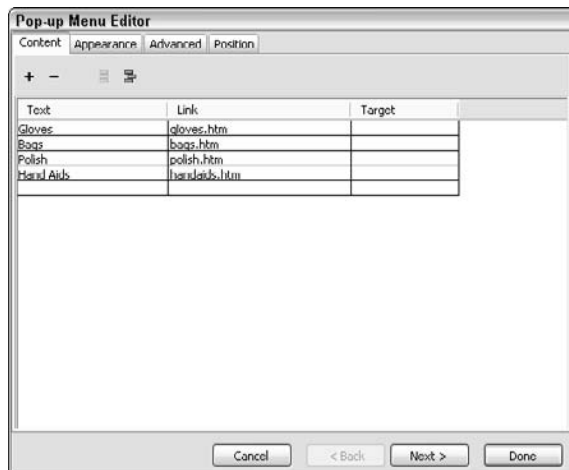 Pop-up Menu Editor
Content Appearance Advanced Position
+ −
Text Link Target
Gloves gloves.htm
Bags bags.htm
Polish polish.htm
Hand Aids handaids.htm
Cancel < Back Next > Done